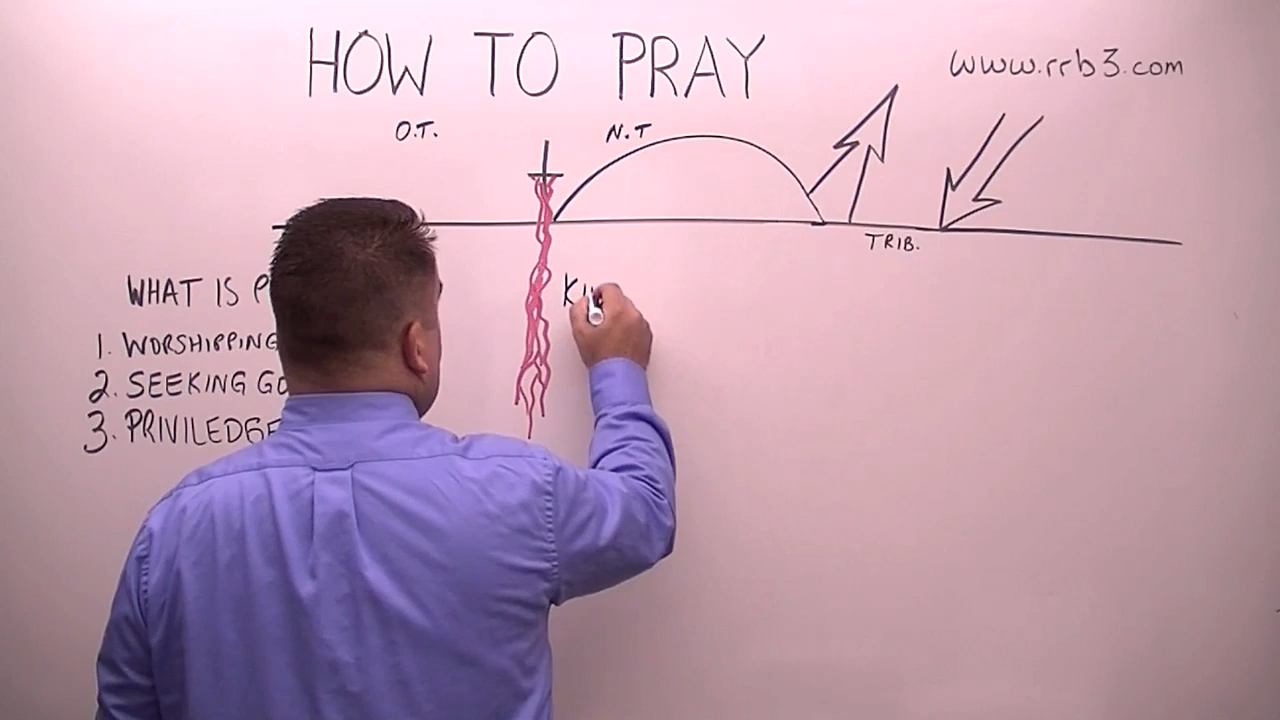 HOW TO PRAY
www.rrb3.com
O.T. N.T
TRIB.
WHAT IS
1. WORSHIPPING
2. SEEKING
3. PRIVILEDGE